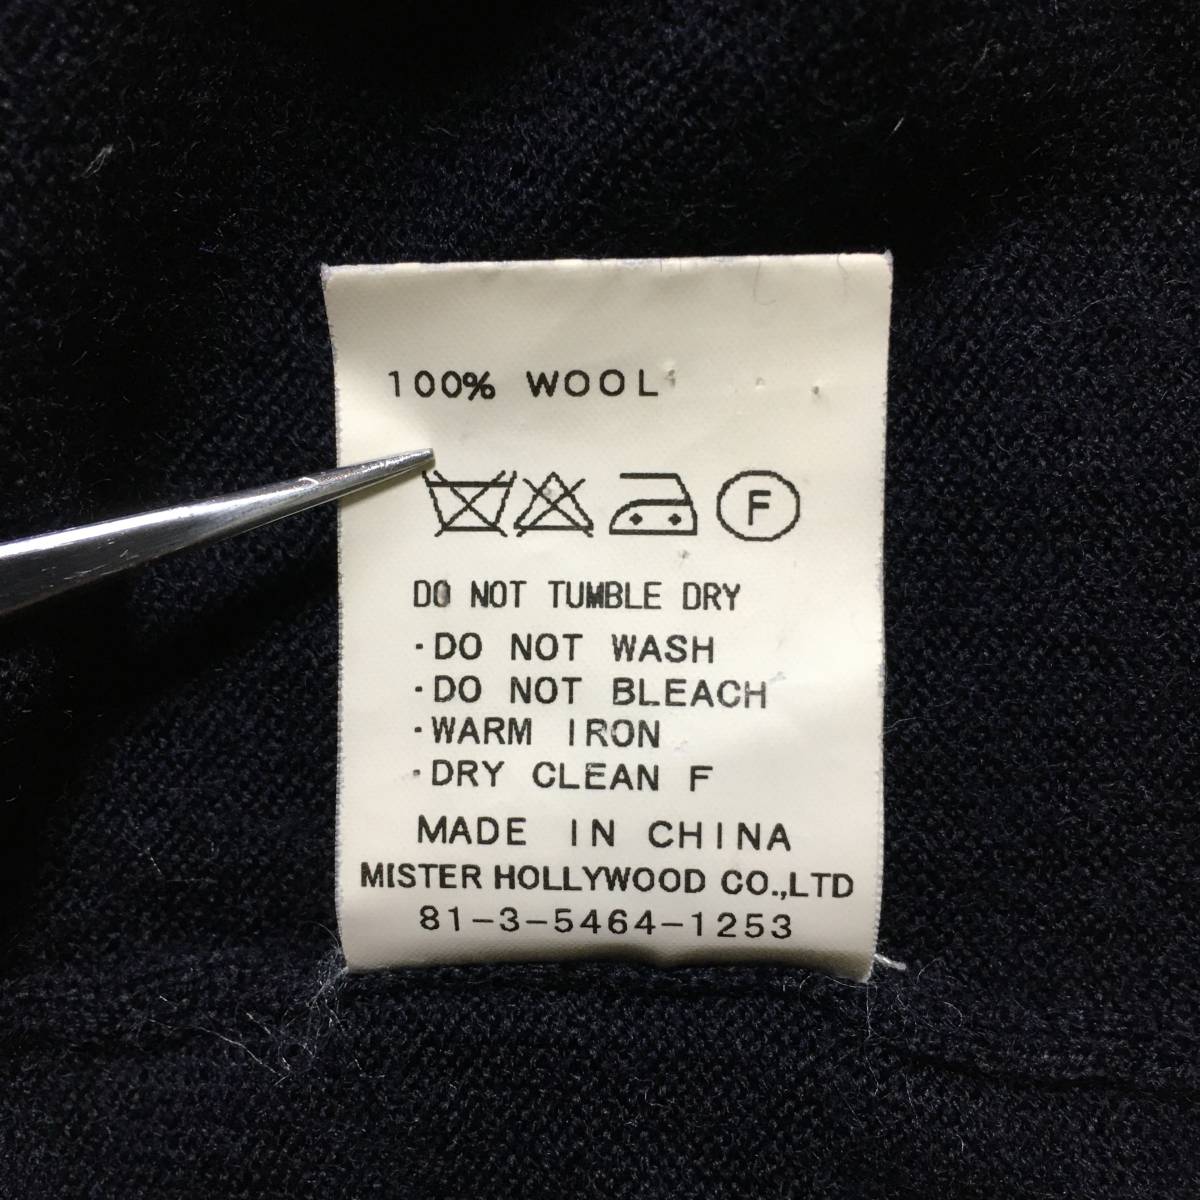 100% WOOL
F
DO NOT TUMBLE DRY
·DO NOT WASH
·DO NOT BLEACH
·WARM IRON
·DRY CLEAN F
MADE IN CHINA
MISTER HOLLYWOOD CO.,LTD
81-3-5464-1253